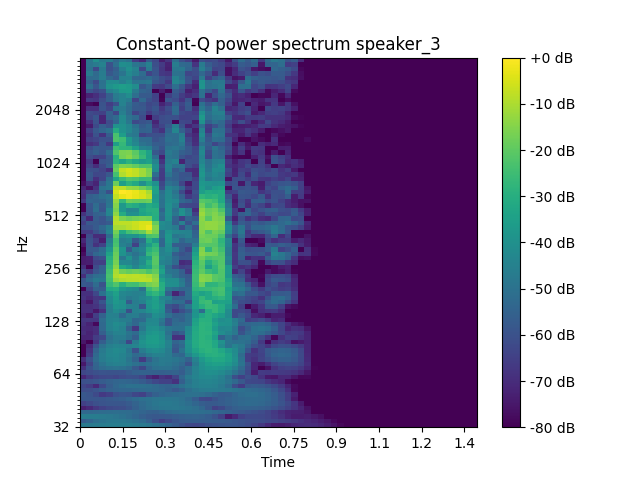 Constant-Q power spectrum speaker_3
+0 dB
2048
-10 dB
1024
-20 dB
512
-30 dB
Hz
256
-40 dB
-50 dB
128
-60 dB
64
-70 dB
32
-80 dB
0 0.15 0.3 0.45 0.6 0.75 0.9 1.1 1.2 1.4
Time